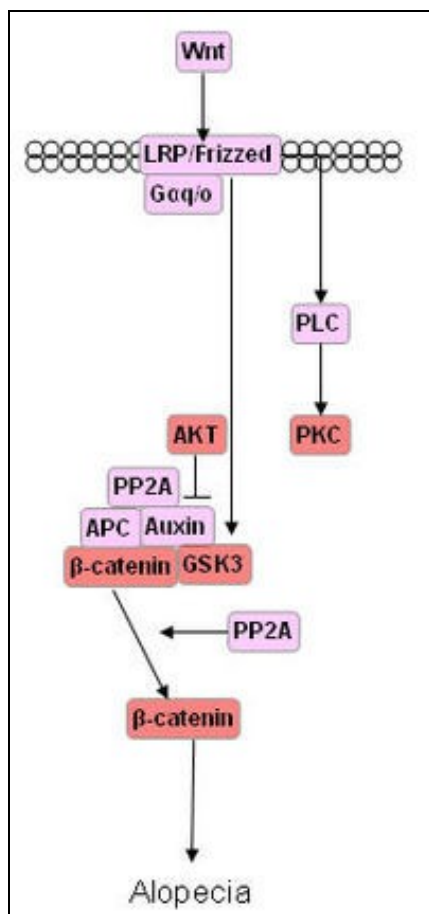 Wnt
LRP/Frizzed
Gαq/o
PLC
AKT
PKC
PP2A
APC
Auxin
β-catenin
GSK3
PP2A
β-catenin
Alopecia